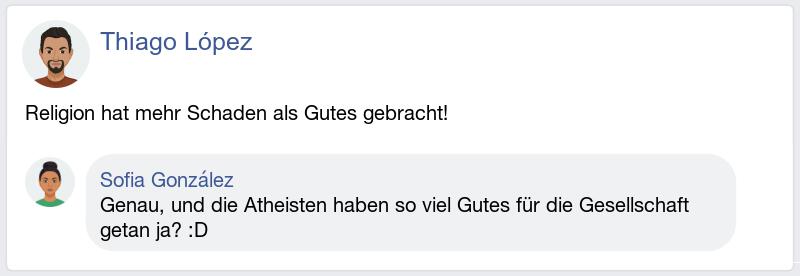 Thiago López
Religion hat mehr Schaden als Gutes gebracht!
Sofia González
Genau, und die Atheisten haben so viel Gutes für die Gesellschaft
getan ja? :D